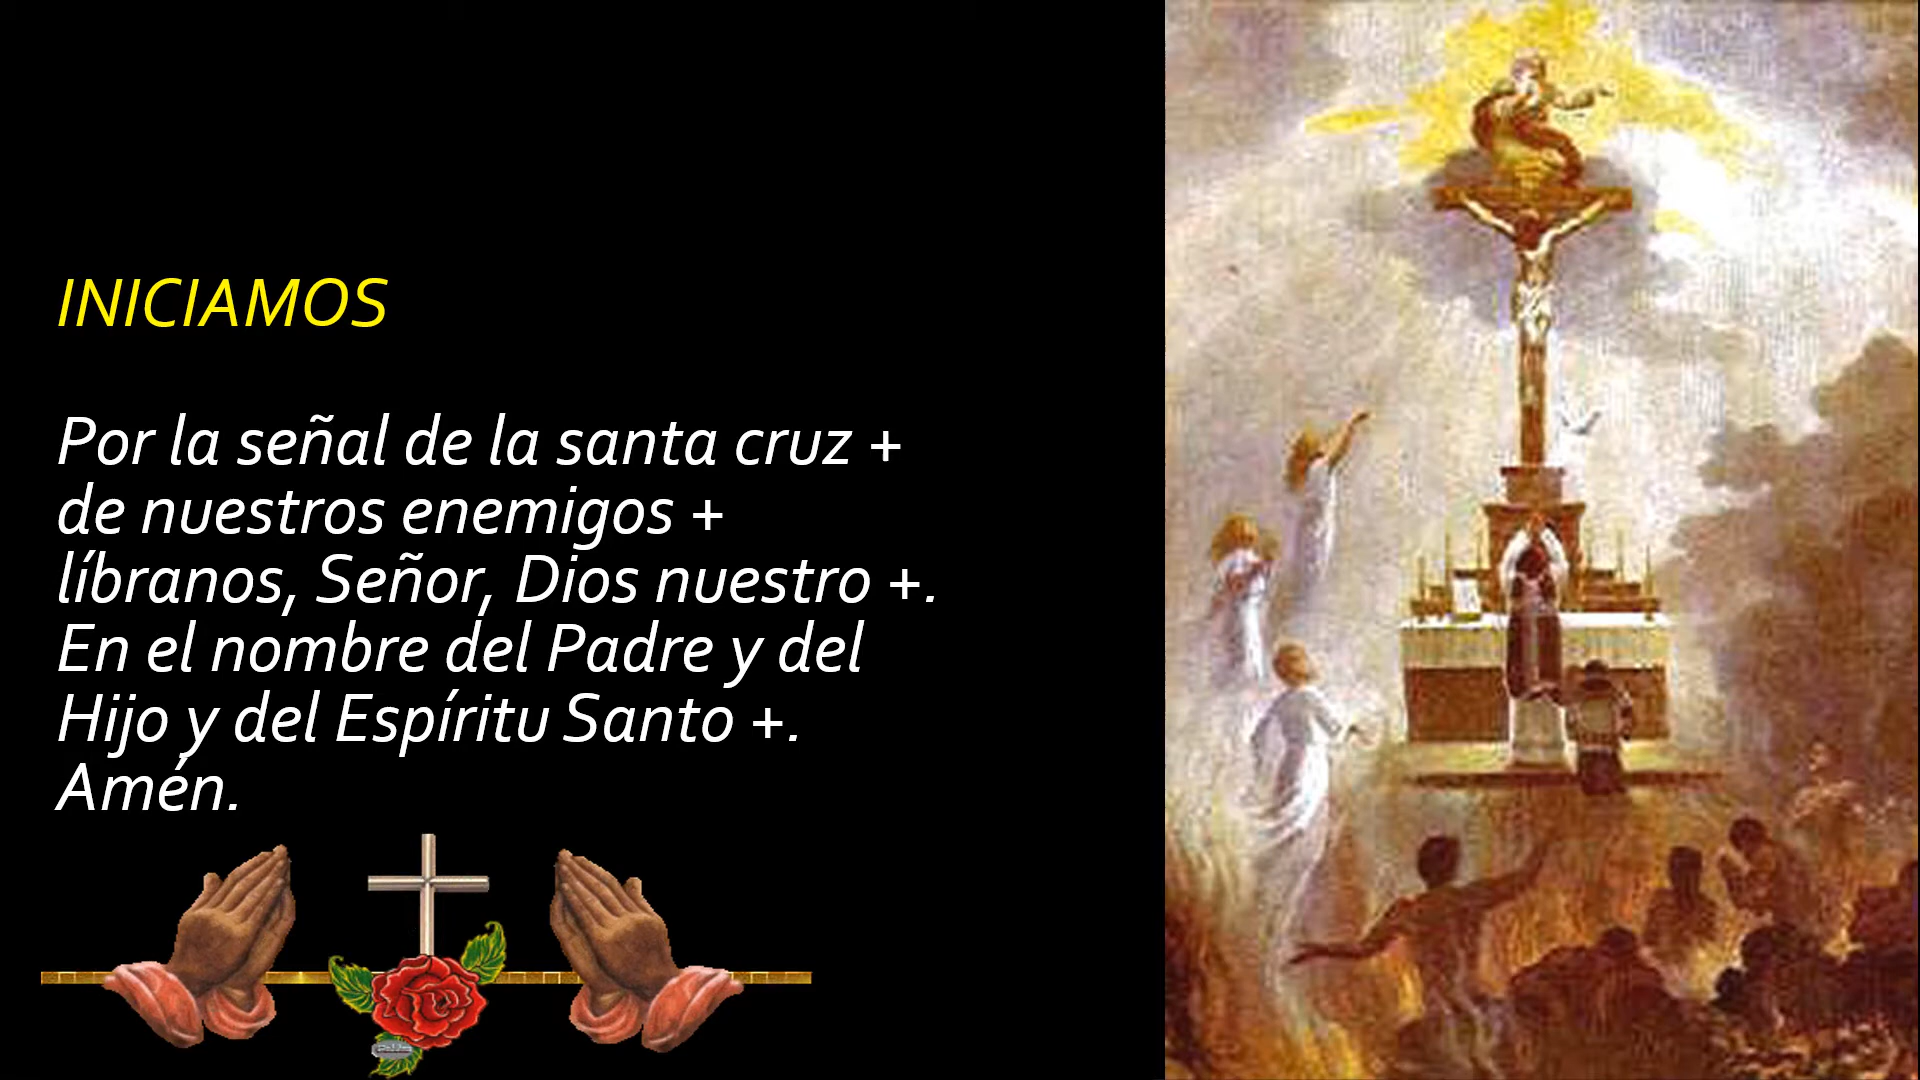 INICIAMOS
Por la señal de la santa cruz +
de nuestros enemigos +
líbranos, Señor, Dios nuestro +.
En el nombre del Padre y del
Hijo y del Espíritu Santo +.
Amén.